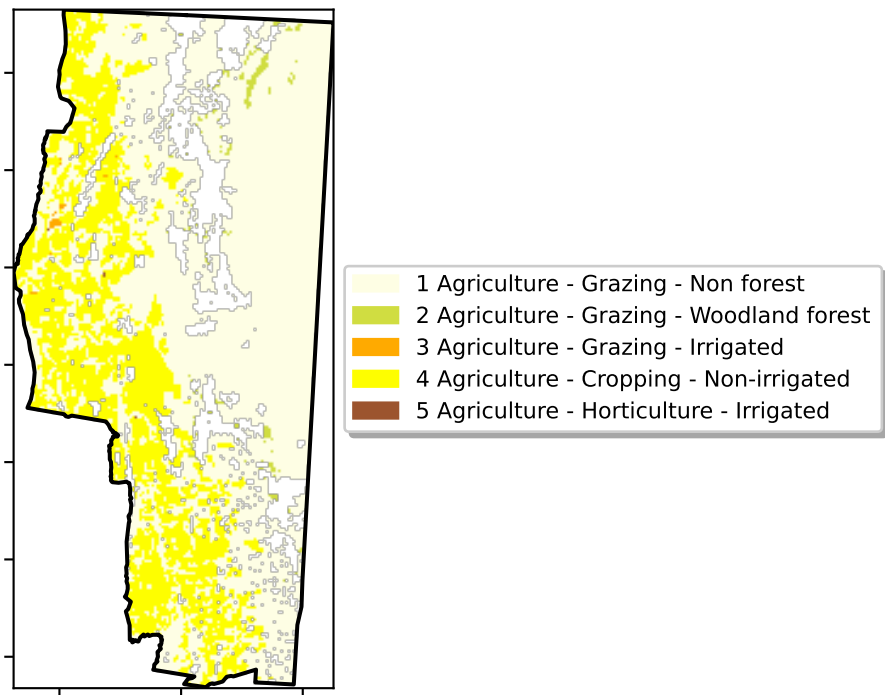 1 Agriculture - Grazing - Non forest
2 Agriculture - Grazing - Woodland forest
3 Agriculture - Grazing - Irrigated
4 Agriculture - Cropping - Non-irrigated
5 Agriculture - Horticulture - Irrigated